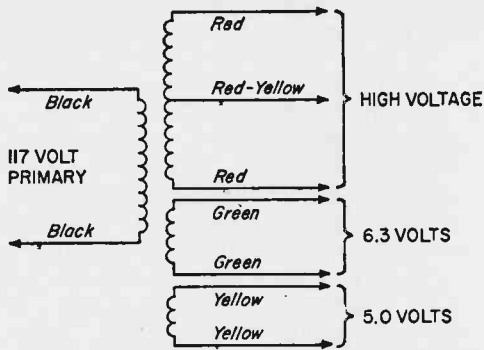 Red
Black
Red-Yellow
HIGH VOLTAGE
117 VOLT
PRIMARY
Red
Green
Black
6.3 VOLTS
Green
Yellow
5.0 VOLTS
Yellow